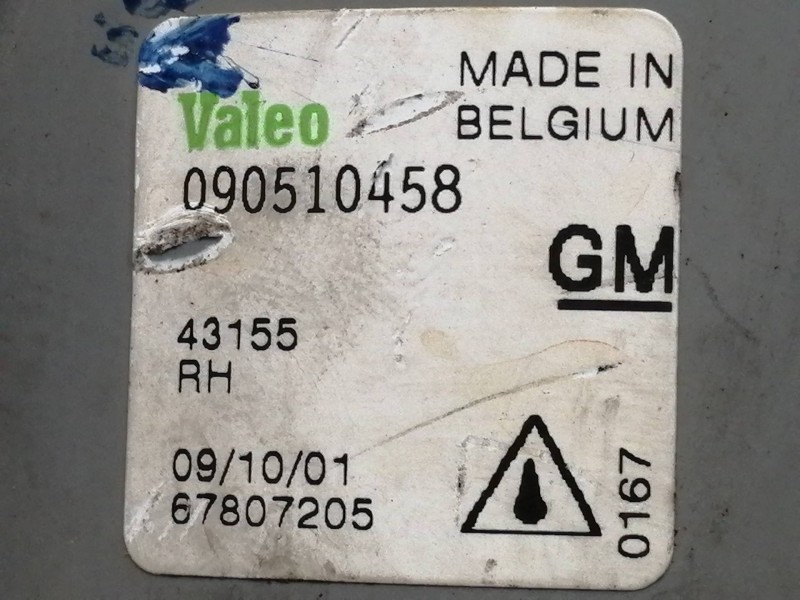 Valeo
MADE IN
BELGIUM
090510458
GM
43155
RH
09/10/01
67807205
0167